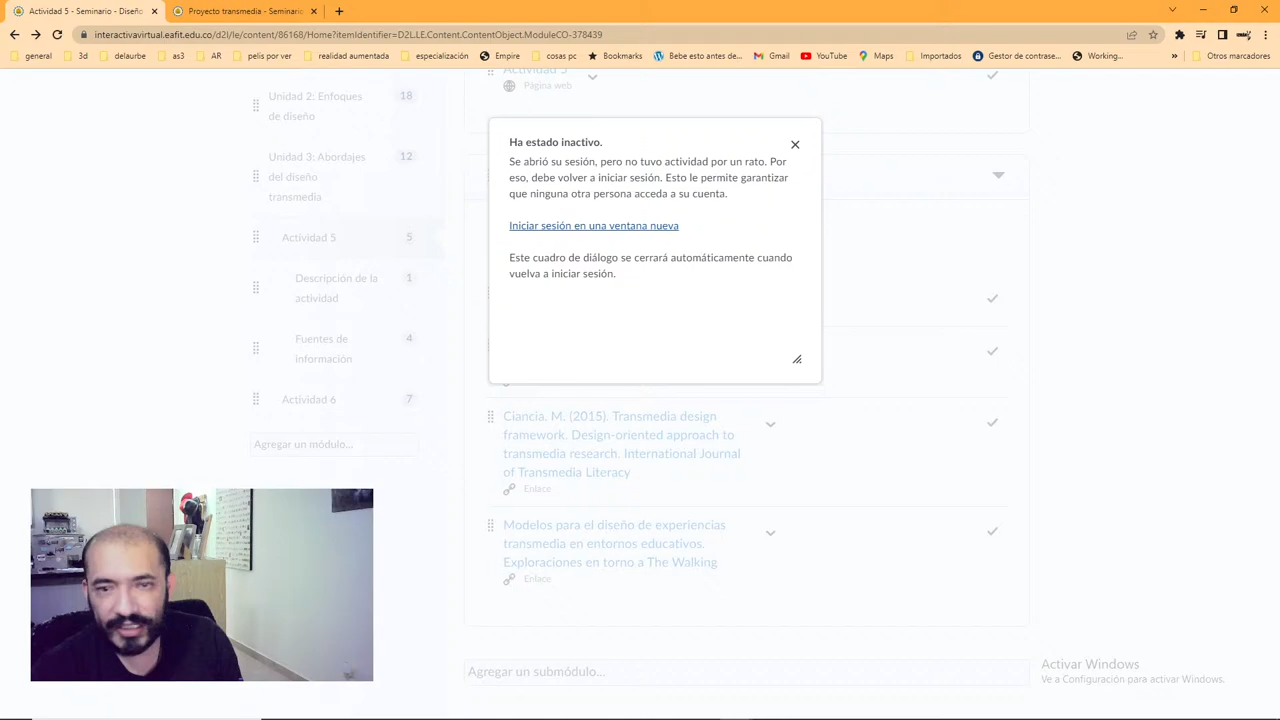 Actividad 5 - Seminario - Diseño
Proyecto transmedia - Seminario
interactivavirtual.eafit.edu.co/d2l/le/content/86168/Home?itemIdentifier=D2L.LE.Content.ContentObject.ModuleCO-378439
general
3d
delaurbe
as3
AR
pelis por ver
realidad aumentada
especialización
Empire
cosas pc
Bookmarks
Bebe esto antes de...
Gmail
YouTube
Maps
Importados
Gestor de contrase...
Working...
»
Otros marcadores
Actividad 5
Página web
Unidad 2: Enfoques
de diseño
18
Unidad 3: Abordajes
del diseño
transmedia
12
Actividad 5
5
Descripción de la
actividad
1
Fuentes de
información
4
Actividad 6
7
Agregar un módulo...
Ha estado inactivo.
Se abrió su sesión, pero no tuvo actividad por un rato. Por
eso, debe volver a iniciar sesión. Esto le permite garantizar
que ninguna otra persona acceda a su cuenta.
Iniciar sesión en una ventana nueva
Este cuadro de diálogo se cerrará automáticamente cuando
vuelva a iniciar sesión.
Ciancia. M. (2015). Transmedia design
framework. Design-oriented approach to
transmedia research. International Journal
of Transmedia Literacy
Enlace
Modelos para el diseño de experiencias
transmedia en entornos educativos.
Exploraciones en torno a The Walking
Enlace
Agregar un submódulo...
Activar Windows
Ve a Configuración para activar Windows.